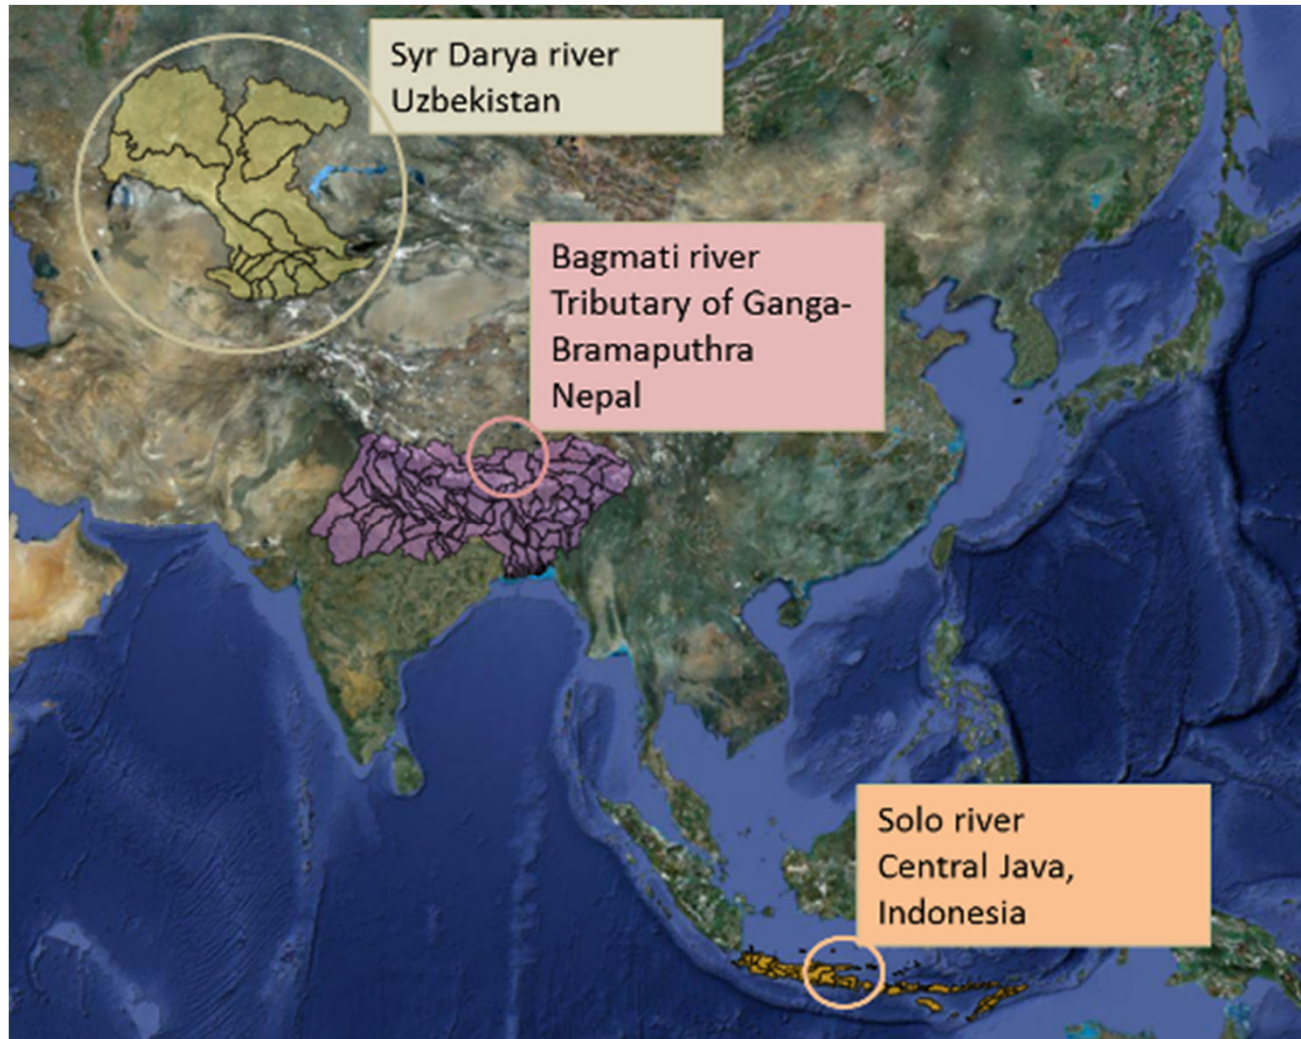 Syr Darya river
Uzbekistan
Bagmati river
Tributary of Ganga-
Bramaputhra
Nepal
Solo river
Central Java,
Indonesia